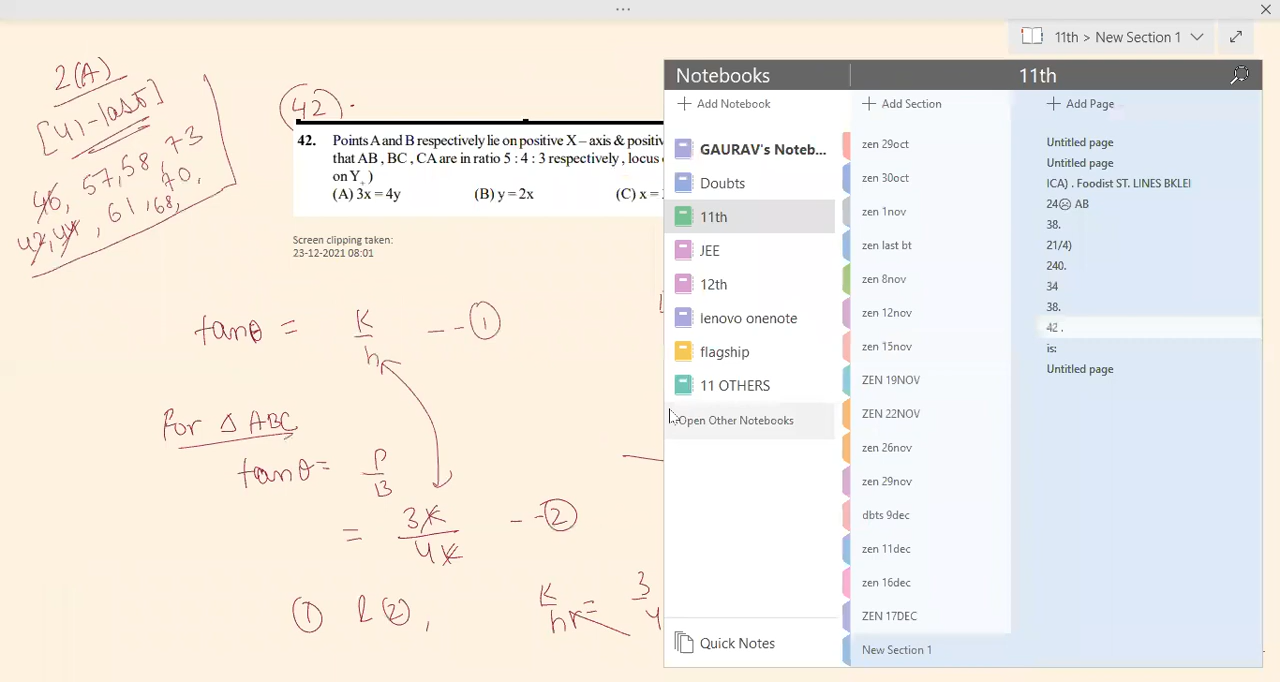 11th > New Section 1
2(A)
[41-last]
46, 57,58 73
42,44, 61,68, 70,
42.
42. Points A and B respectively lie on positive X – axis & positiv
that AB , BC , CA are in ratio 5 : 4 : 3 respectively , locus
on Y+)
(A) 3x = 4y (B) y = 2x (C) x =
Screen clipping taken:
23-12-2021 08:01
tanθ = K/h -- ①
For Δ ABC
tanθ = P/B
= 3k/4k -- ②
① & ②, K/h = 3/4
Notebooks
Add Notebook
GAURAV's Noteb...
Doubts
11th
JEE
12th
lenovo onenote
flagship
11 OTHERS
Open Other Notebooks
Quick Notes
Add Section
zen 29oct
zen 30oct
zen 1nov
zen last bt
zen 8nov
zen 12nov
zen 15nov
ZEN 19NOV
ZEN 22NOV
zen 26nov
zen 29nov
dbts 9dec
zen 11dec
zen 16dec
ZEN 17DEC
New Section 1
11th
Add Page
Untitled page
Untitled page
ICA) . Foodist ST. LINES BKLEI
24☹ AB
38.
21/4)
240.
34
38.
42 .
is:
Untitled page